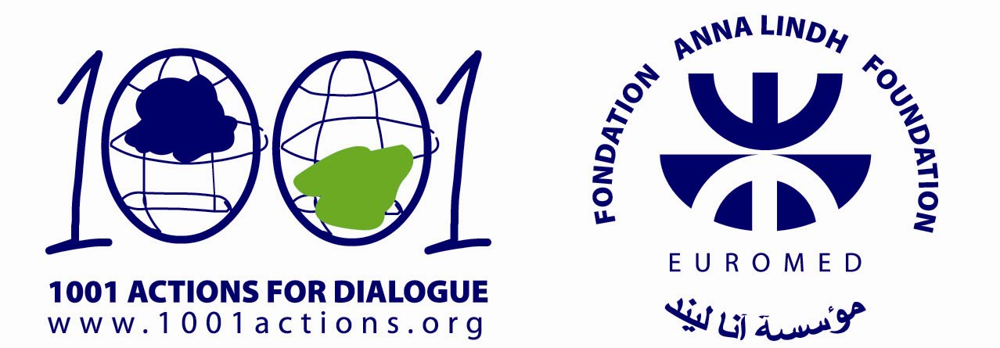 1001
1001 ACTIONS FOR DIALOGUE
www.1001actions.org
FONDATION ANNA LINDH FOUNDATION
EUROMED
مؤسسة آنا ليند